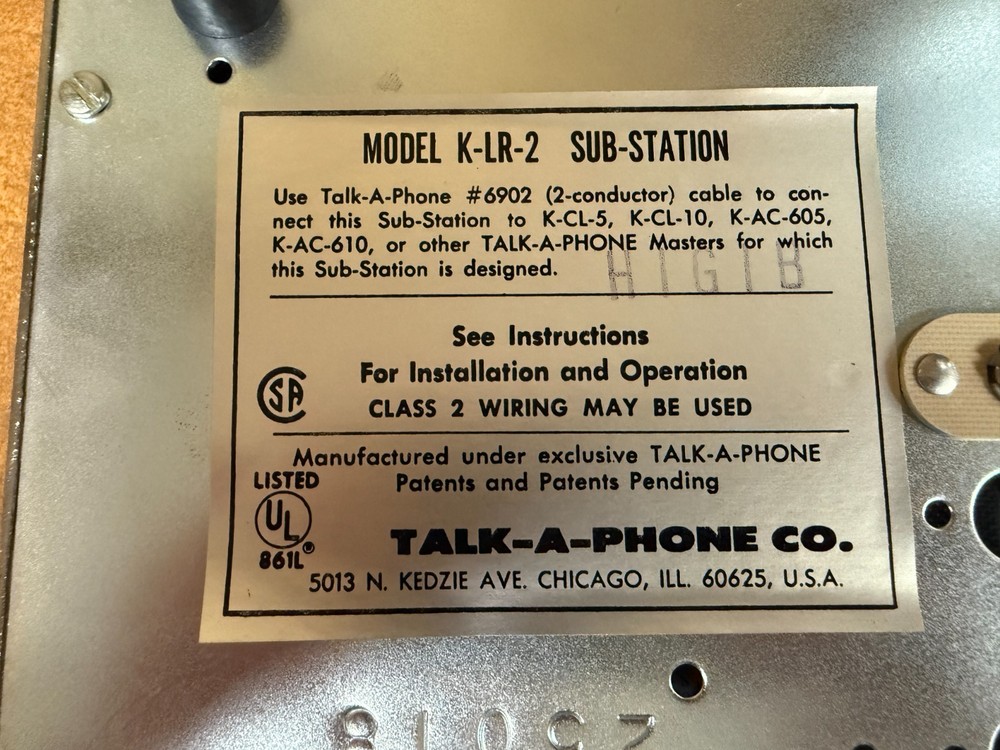 MODEL K-LR-2 SUB-STATION
Use Talk-A-Phone #6902 (2-conductor) cable to con-
nect this Sub-Station to K-CL-5, K-CL-10, K-AC-605,
K-AC-610, or other TALK-A-PHONE Masters for which
this Sub-Station is designed.
See Instructions
For Installation and Operation
SA
CLASS 2 WIRING MAY BE USED
Manufactured under exclusive TALK-A-PHONE
Patents and Patents Pending
LISTED
UL
®
861L
TALK-A-PHONE CO.
5013 N. KEDZIE AVE. CHICAGO, ILL. 60625, U.S.A.